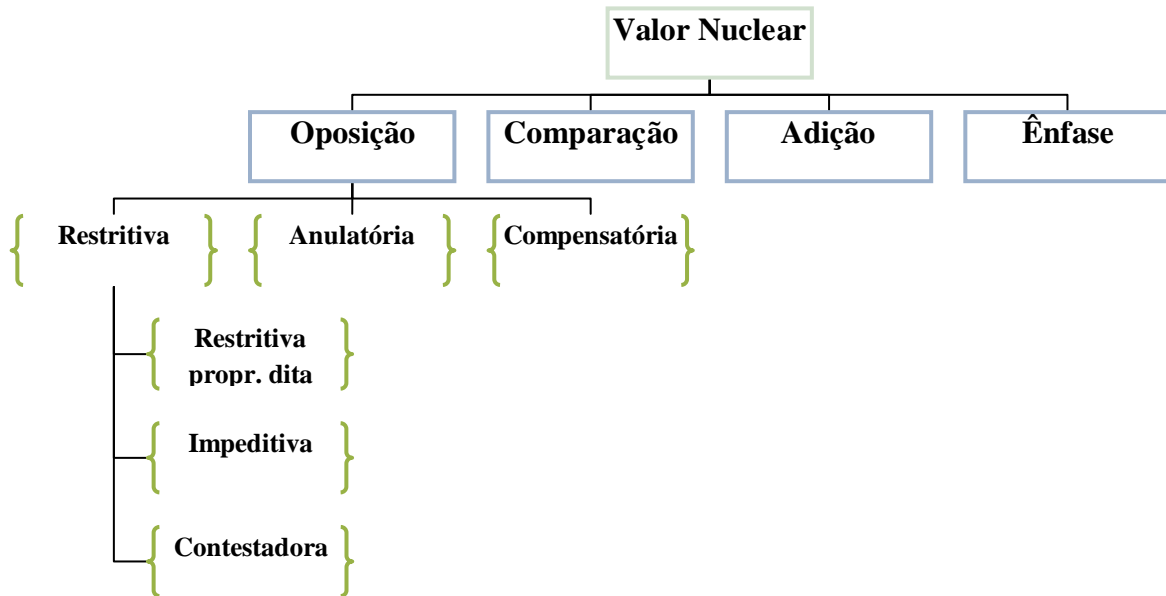 Valor Nuclear
Oposição
Comparação
Adição
Ênfase
Restritiva
Anulatória
Compensatória
Restritiva
propr. dita
Impeditiva
Contestadora